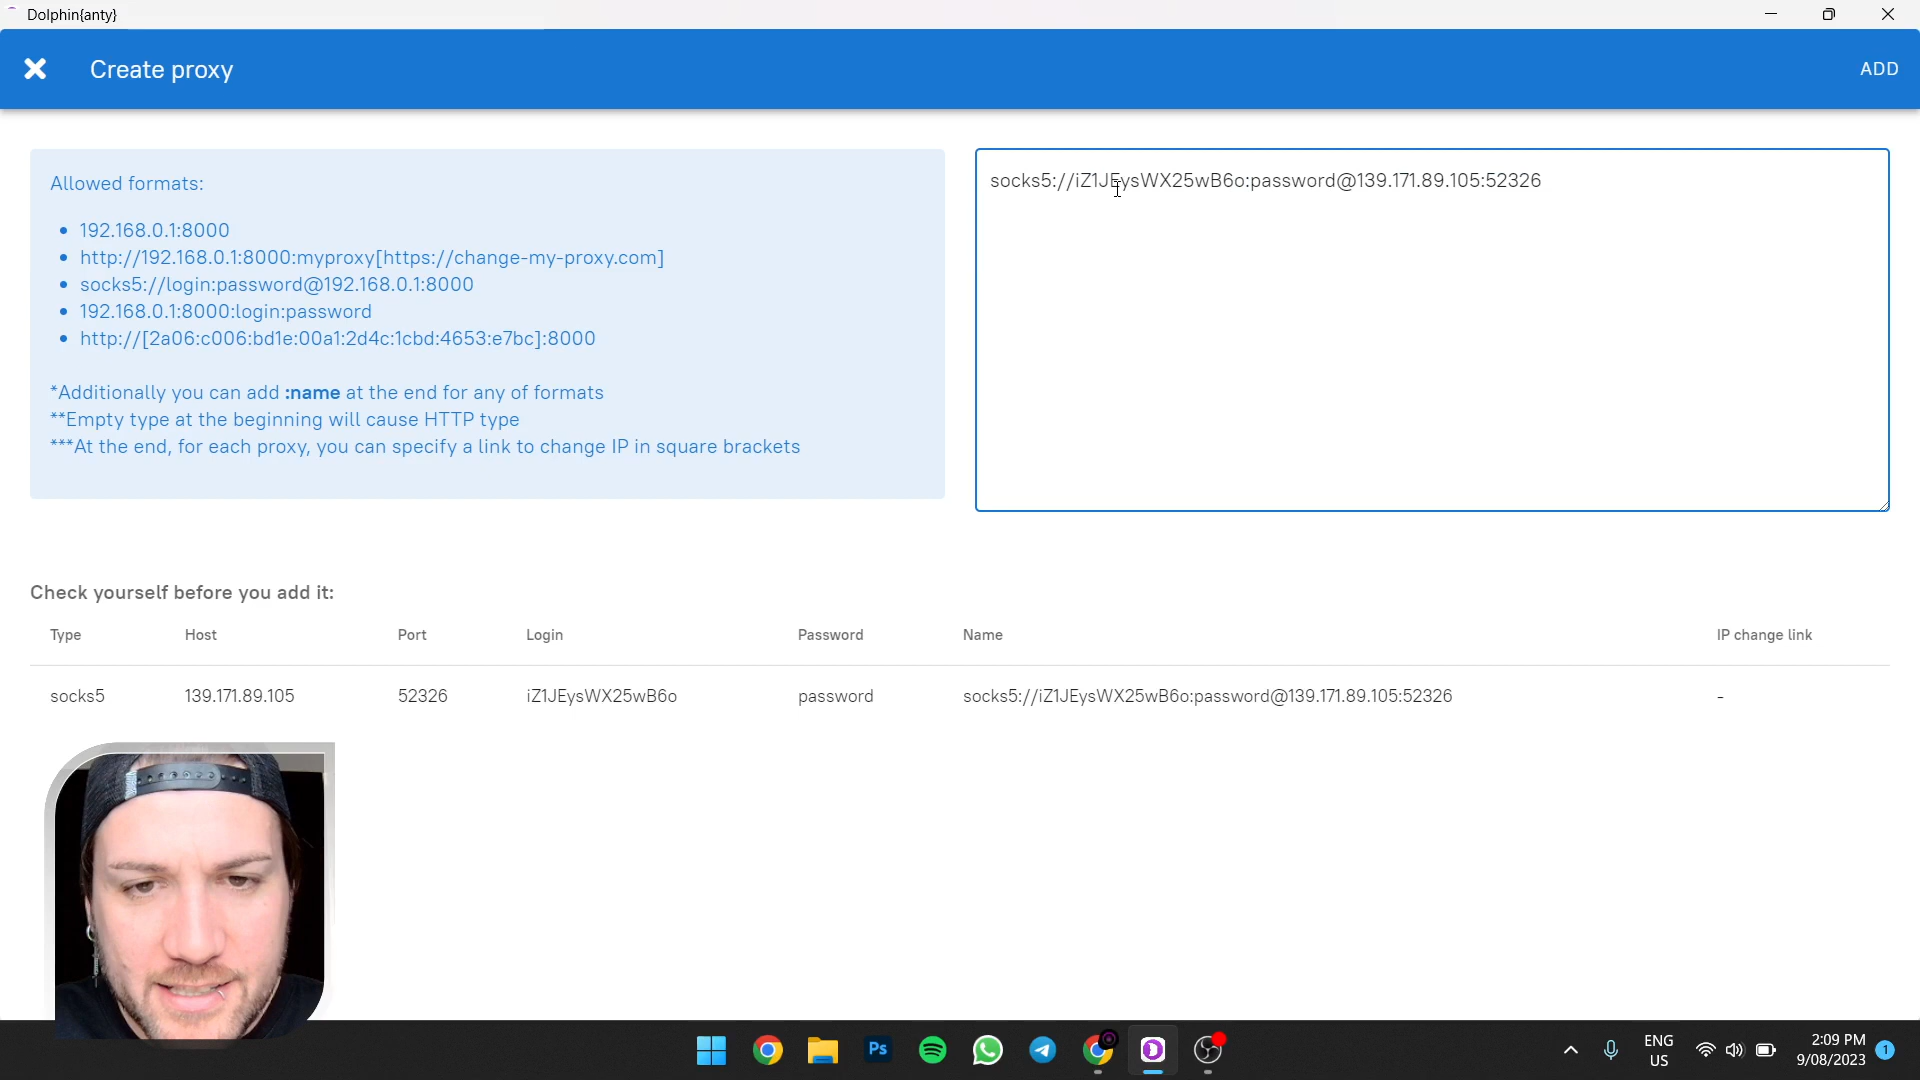 Dolphin{anty}
Create proxy
ADD
Allowed formats:
192.168.0.1:8000
http://192.168.0.1:8000:myproxy[https://change-my-proxy.com]
socks5://login:password@192.168.0.1:8000
192.168.0.1:8000:login:password
http://[2a06:c006:bd1e:00a1:2d4c:1cbd:4653:e7bc]:8000
*Additionally you can add :name at the end for any of formats
**Empty type at the beginning will cause HTTP type
***At the end, for each proxy, you can specify a link to change IP in square brackets
socks5://iZ1JEysWX25wB6o:password@139.171.89.105:52326
Check yourself before you add it:
Type Host Port Login Password Name IP change link
socks5 139.171.89.105 52326 iZ1JEysWX25wB6o password socks5://iZ1JEysWX25wB6o:password@139.171.89.105:52326 -
Ps
ENG
US
2:09 PM
9/08/2023
1